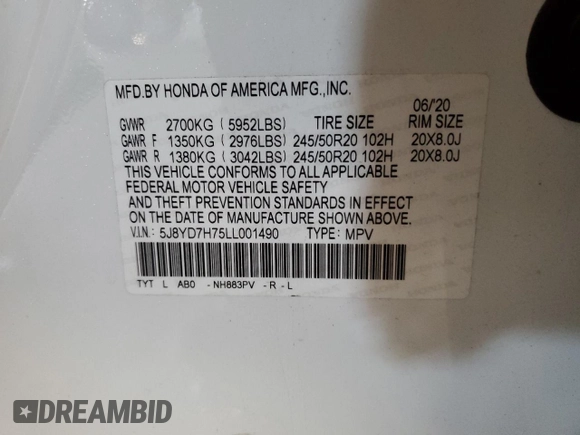 MFD.BY HONDA OF AMERICA MFG.,INC.
06/'20
GVWR 2700KG ( 5952LBS) TIRE SIZE RIM SIZE
GAWR F 1350KG ( 2976LBS) 245/50R20 102H 20X8.0J
GAWR R 1380KG ( 3042LBS) 245/50R20 102H 20X8.0J
THIS VEHICLE CONFORMS TO ALL APPLICABLE
FEDERAL MOTOR VEHICLE SAFETY
AND THEFT PREVENTION STANDARDS IN EFFECT
ON THE DATE OF MANUFACTURE SHOWN ABOVE.
V.I.N.: 5J8YD7H75LL001490 TYPE: MPV
TYT L AB0 -NH883PV -R-L
DREAMBID